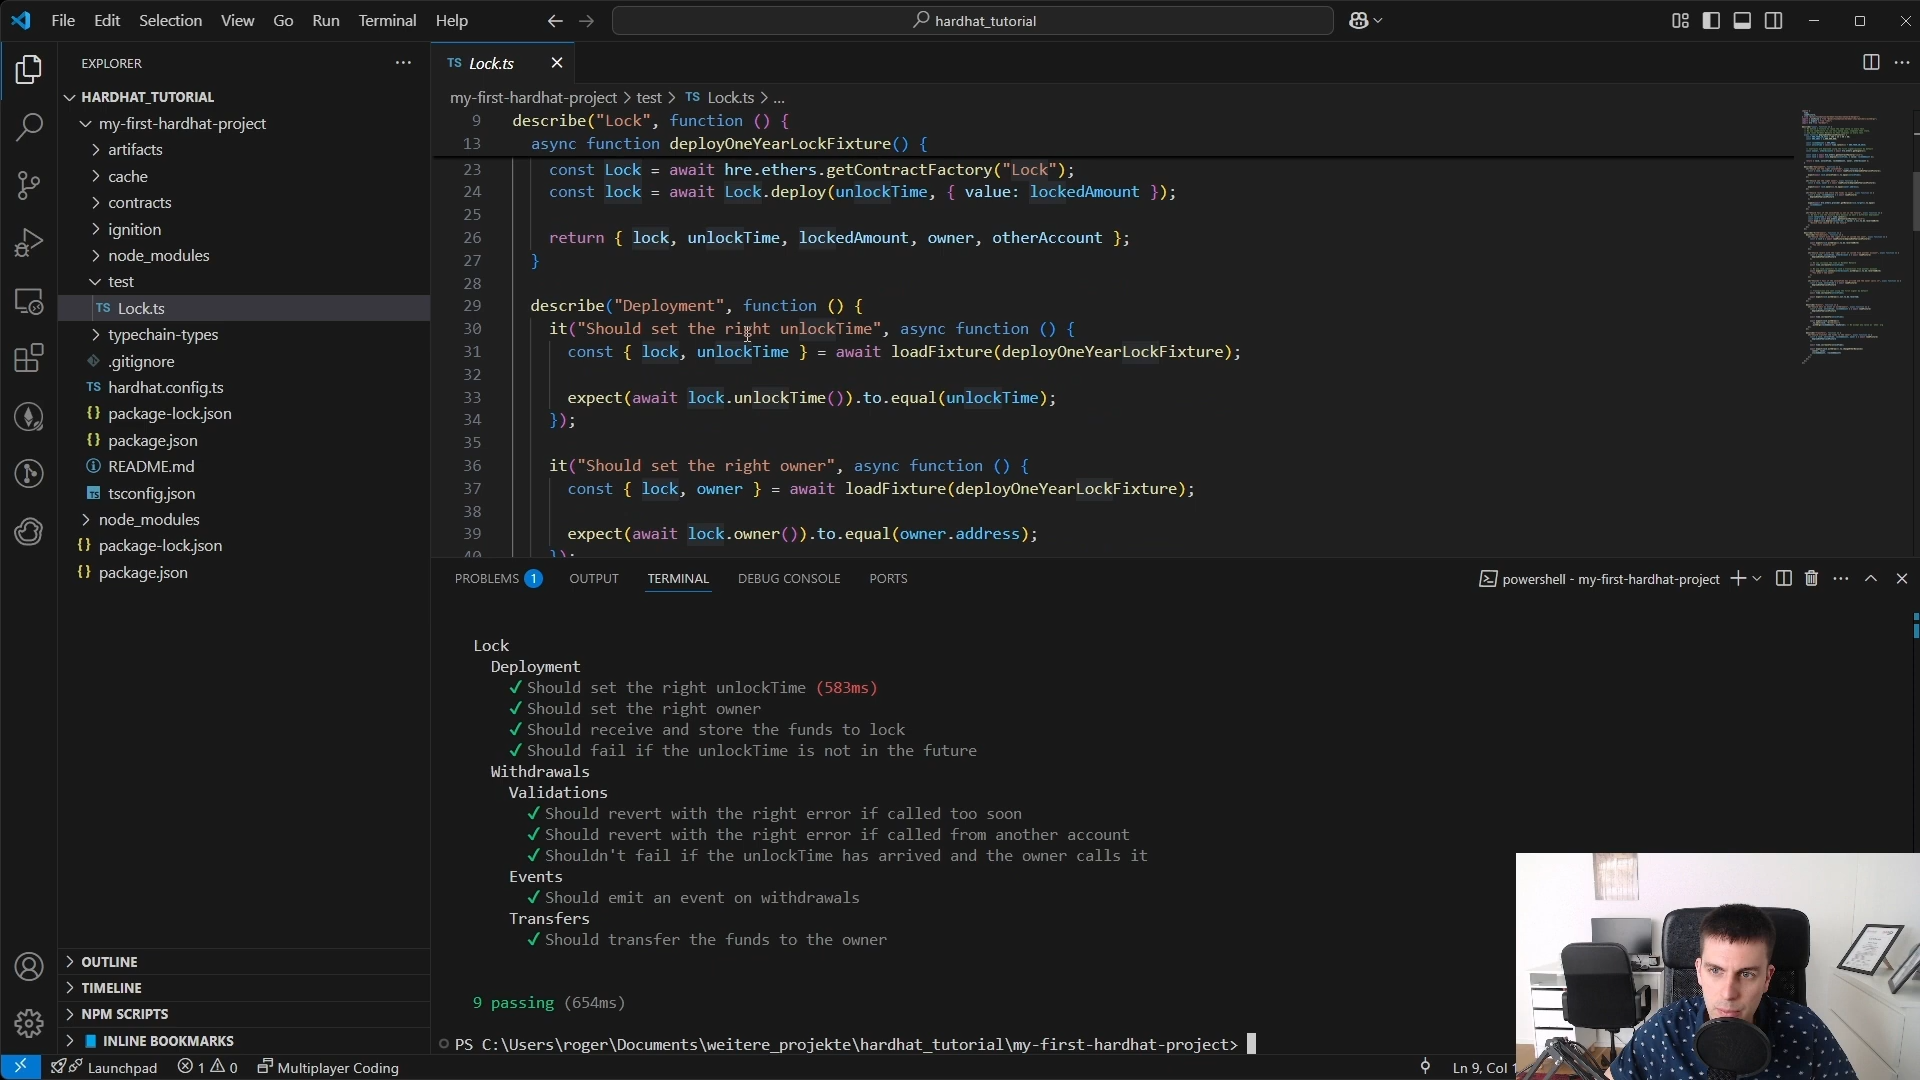 File Edit Selection View Go Run Terminal Help
hardhat_tutorial
EXPLORER
HARDHAT_TUTORIAL
my-first-hardhat-project
artifacts
cache
contracts
ignition
node_modules
test
TS Lock.ts
typechain-types
.gitignore
TS hardhat.config.ts
{} package-lock.json
{} package.json
README.md
TS tsconfig.json
node_modules
{} package-lock.json
{} package.json
OUTLINE
TIMELINE
NPM SCRIPTS
INLINE BOOKMARKS
TS Lock.ts
my-first-hardhat-project > test > TS Lock.ts > ...
9 describe("Lock", function () {
13 async function deployOneYearLockFixture() {
23 const Lock = await hre.ethers.getContractFactory("Lock");
24 const lock = await Lock.deploy(unlockTime, { value: lockedAmount });
25
26 return { lock, unlockTime, lockedAmount, owner, otherAccount };
27 }
28
29 describe("Deployment", function () {
30 it("Should set the right unlockTime", async function () {
31 const { lock, unlockTime } = await loadFixture(deployOneYearLockFixture);
32
33 expect(await lock.unlockTime()).to.equal(unlockTime);
34 });
35
36 it("Should set the right owner", async function () {
37 const { lock, owner } = await loadFixture(deployOneYearLockFixture);
38
39 expect(await lock.owner()).to.equal(owner.address);
40 });
PROBLEMS 1 OUTPUT TERMINAL DEBUG CONSOLE PORTS
powershell - my-first-hardhat-project
Lock
Deployment
✓ Should set the right unlockTime (583ms)
✓ Should set the right owner
✓ Should receive and store the funds to lock
✓ Should fail if the unlockTime is not in the future
Withdrawals
Validations
✓ Should revert with the right error if called too soon
✓ Should revert with the right error if called from another account
✓ Shouldn't fail if the unlockTime has arrived and the owner calls it
Events
✓ Should emit an event on withdrawals
Transfers
✓ Should transfer the funds to the owner
9 passing (654ms)
PS C:\Users\roger\Documents\weitere_projekte\hardhat_tutorial\my-first-hardhat-project>
Launchpad 1 0 Multiplayer Coding
Ln 9, Col 1